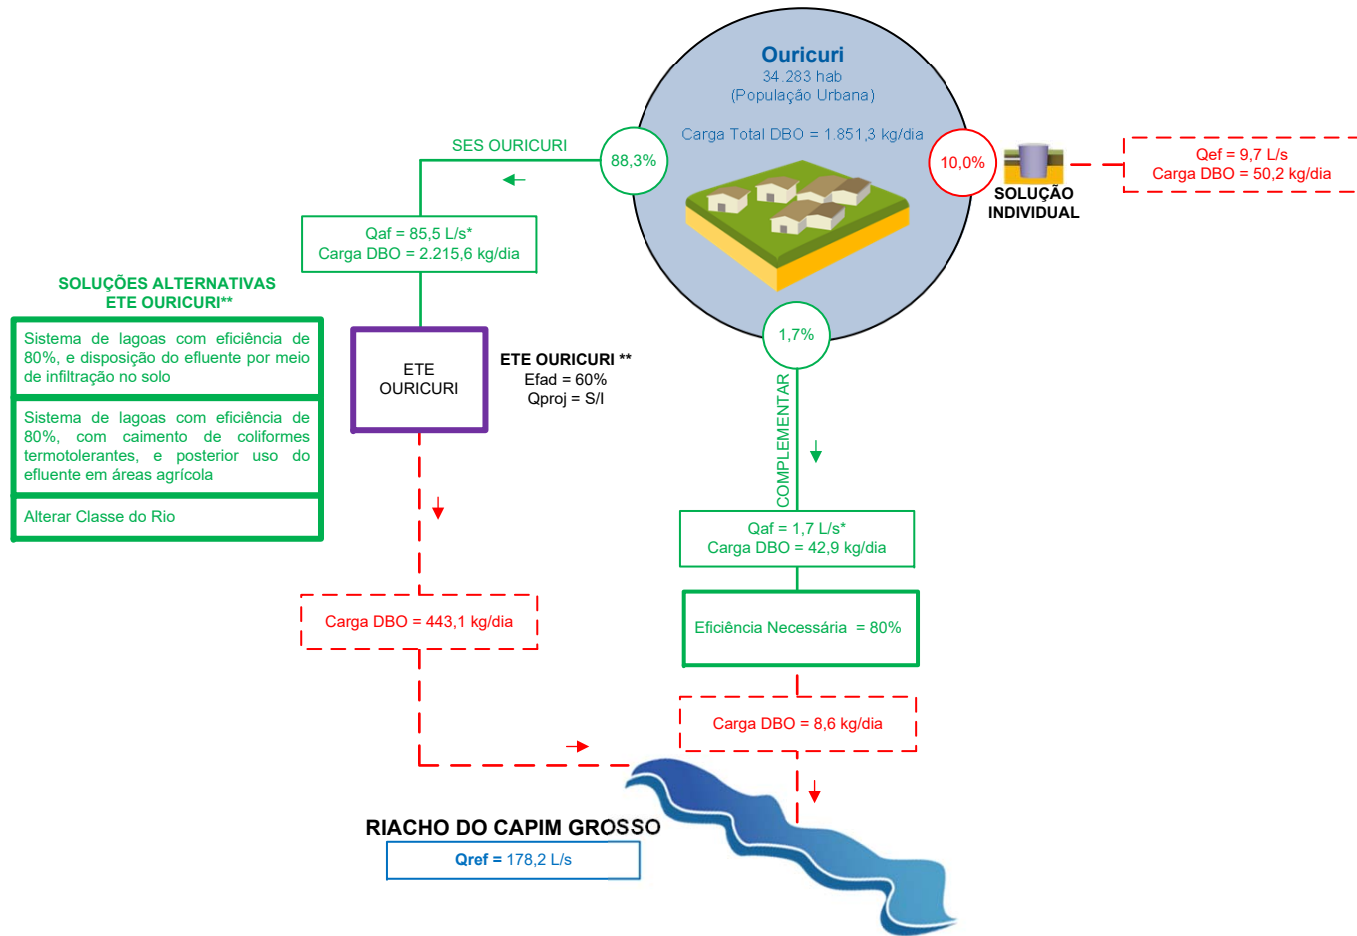 Ouricuri
34.283 hab
(População Urbana)
Carga Total DBO = 1.851,3 kg/dia
SES OURICURI
88,3%
10,0%
SOLUÇÃO
INDIVIDUAL
Qef = 9,7 L/s
Carga DBO = 50,2 kg/dia
Qaf = 85,5 L/s*
Carga DBO = 2.215,6 kg/dia
SOLUÇÕES ALTERNATIVAS
ETE OURICURI**
Sistema de lagoas com eficiência de
80%, e disposição do efluente por meio
de infiltração no solo
Sistema de lagoas com eficiência de
80%, com caimento de coliformes
termotolerantes, e posterior uso do
efluente em áreas agrícola
Alterar Classe do Rio
ETE
OURICURI
ETE OURICURI **
Efad = 60%
Qproj = S/I
1,7%
COMPLEMENTAR
Qaf = 1,7 L/s*
Carga DBO = 42,9 kg/dia
Eficiência Necessária = 80%
Carga DBO = 443,1 kg/dia
Carga DBO = 8,6 kg/dia
RIACHO DO CAPIM GROSSO
Qref = 178,2 L/s